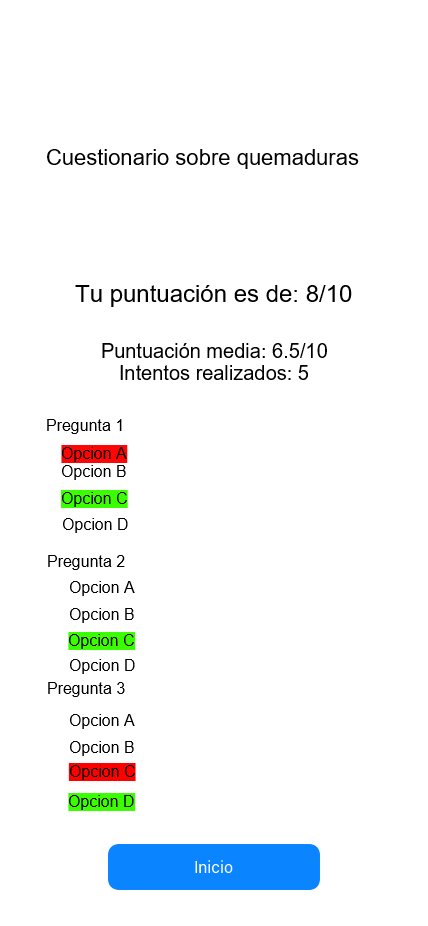 Cuestionario sobre quemaduras
Tu puntuación es de: 8/10
Puntuación media: 6.5/10
Intentos realizados: 5
Pregunta 1
Opcion A
Opcion B
Opcion C
Opcion D
Pregunta 2
Opcion A
Opcion B
Opcion C
Opcion D
Pregunta 3
Opcion A
Opcion B
Opcion C
Opcion D
Inicio